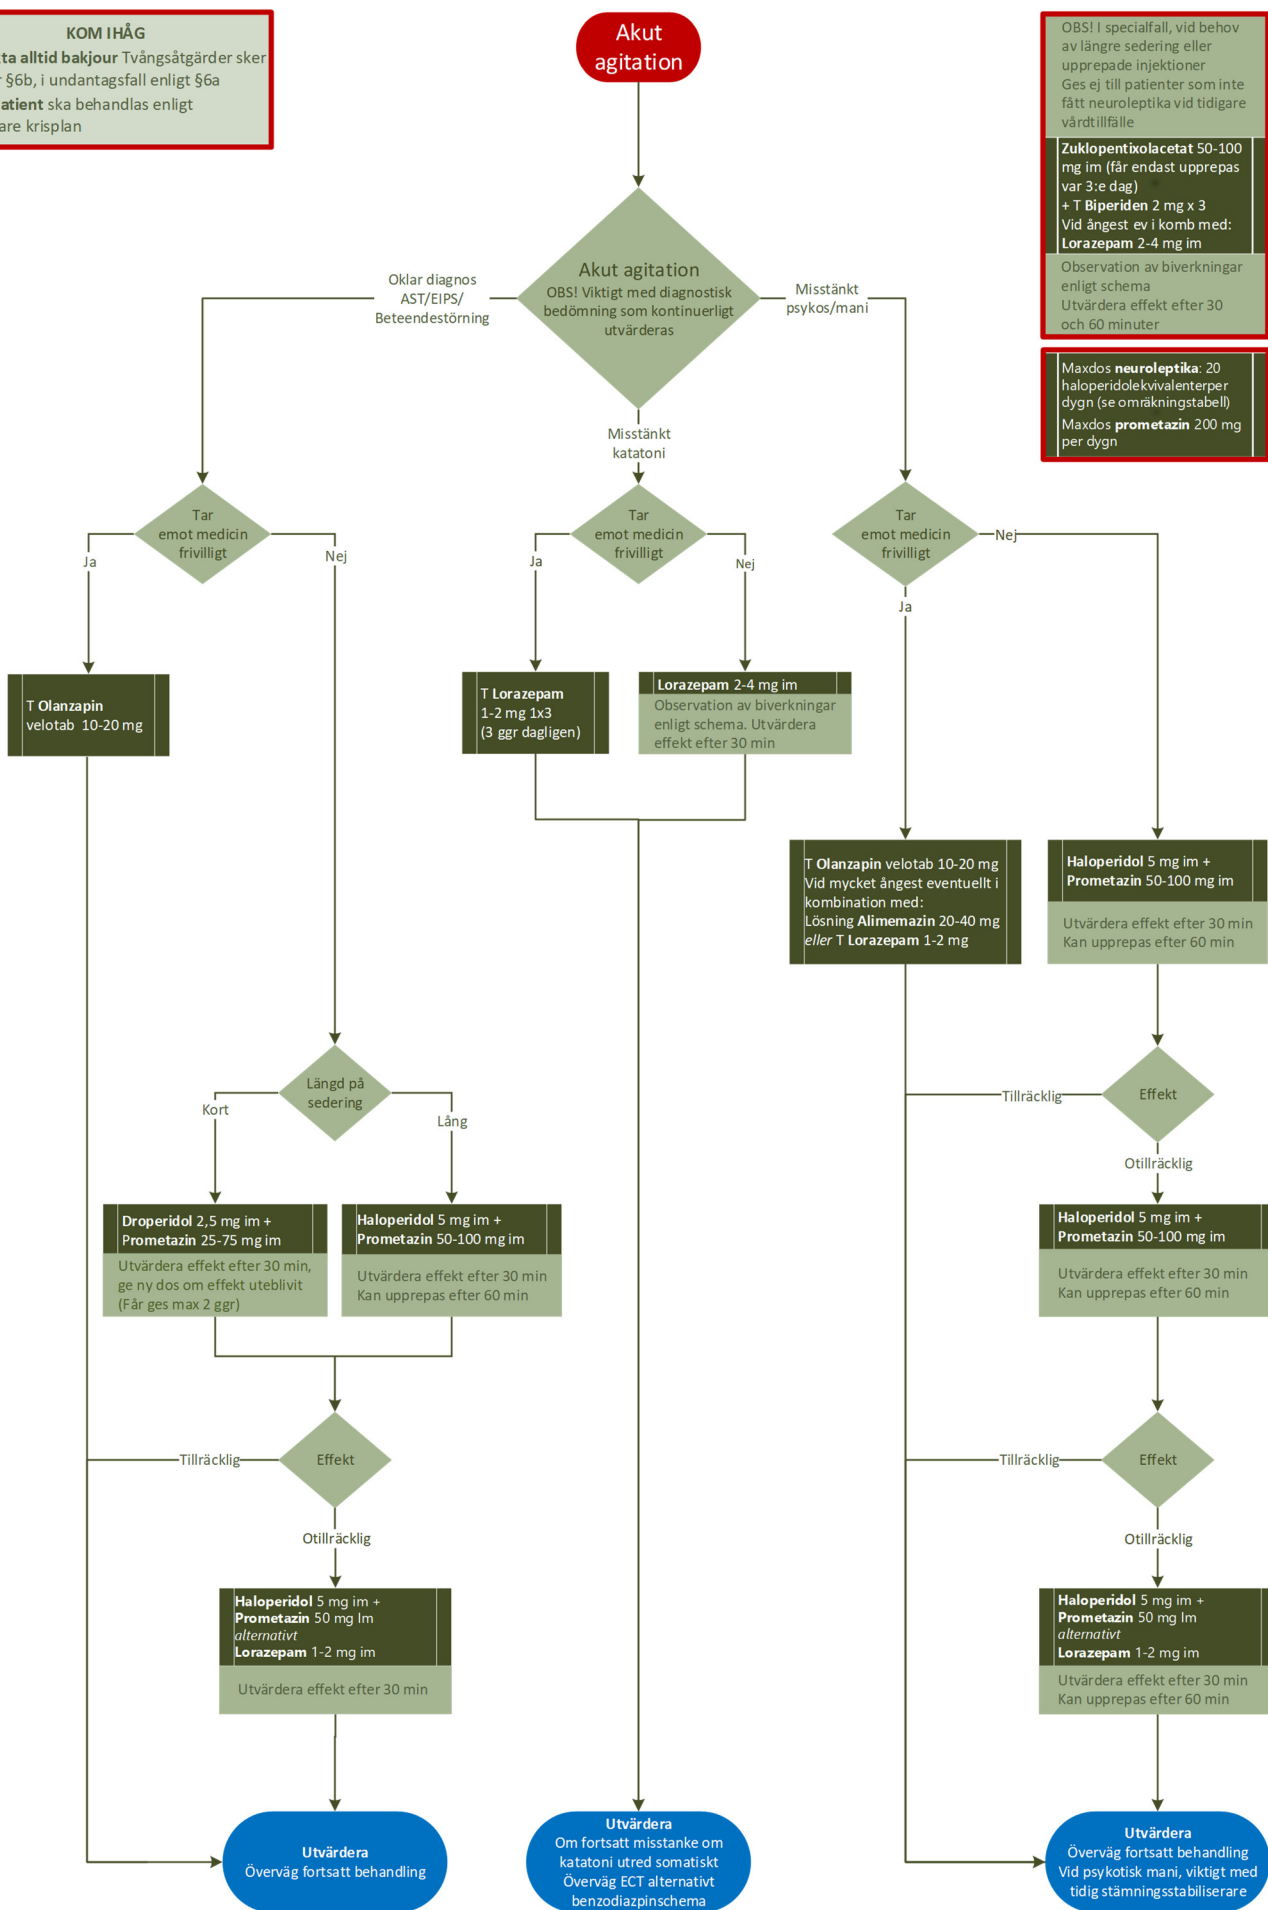 KOM IHÅG
ta alltid bakjour Tvångsåtgärder sker
§6b, i undantagsfall enligt §6a
atient ska behandlas enligt
are krisplan
Akut
agitation
OBS! I specialfall, vid behov
av längre sedering eller
upprepade injektioner
Ges ej till patienter som inte
fått neuroleptika vid tidigare
vårdtillfälle
Zuklopentixolacetat 50-100
mg im (får endast upprepas
var 3:e dag)
+ T Biperiden 2 mg x 3
Vid ångest ev i komb med:
Lorazepam 2-4 mg im
Observation av biverkningar
enligt schema
Utvärdera effekt efter 30
och 60 minuter
Maxdos neuroleptika: 20
haloperidolekvivalenterper
dygn (se omräkningstabell)
Maxdos prometazin 200 mg
per dygn
Akut agitation
OBS! Viktigt med diagnostisk
bedömning som kontinuerligt
utvärderas
Oklar diagnos
AST/EIPS/
Beteendestörning
Misstänkt
psykos/mani
Misstänkt
katatoni
Tar
emot medicin
frivilligt
Ja
Nej
Tar
emot medicin
frivilligt
Ja
Nej
Tar
emot medicin
frivilligt
Nej
Ja
T Olanzapin
velotab 10-20 mg
T Lorazepam
1-2 mg 1x3
(3 ggr dagligen)
Lorazepam 2-4 mg im
Observation av biverkningar
enligt schema. Utvärdera
effekt efter 30 min
T Olanzapin velotab 10-20 mg
Vid mycket ångest eventuellt i
kombination med:
Lösning Alimemazin 20-40 mg
eller T Lorazepam 1-2 mg
Haloperidol 5 mg im +
Prometazin 50-100 mg im
Utvärdera effekt efter 30 min
Kan upprepas efter 60 min
Längd på
sedering
Kort
Lång
Tillräcklig
Effekt
Otillräcklig
Droperidol 2,5 mg im +
Prometazin 25-75 mg im
Utvärdera effekt efter 30 min,
ge ny dos om effekt uteblivit
(Får ges max 2 ggr)
Haloperidol 5 mg im +
Prometazin 50-100 mg im
Utvärdera effekt efter 30 min
Kan upprepas efter 60 min
Haloperidol 5 mg im +
Prometazin 50-100 mg im
Utvärdera effekt efter 30 min
Kan upprepas efter 60 min
Tillräcklig
Effekt
Otillräcklig
Tillräcklig
Effekt
Otillräcklig
Haloperidol 5 mg im +
Prometazin 50 mg Im
alternativt
Lorazepam 1-2 mg im
Utvärdera effekt efter 30 min
Haloperidol 5 mg im +
Prometazin 50 mg Im
alternativt
Lorazepam 1-2 mg im
Utvärdera effekt efter 30 min
Kan upprepas efter 60 min
Utvärdera
Överväg fortsatt behandling
Utvärdera
Om fortsatt misstanke om
katatoni utred somatiskt
Överväg ECT alternativt
benzodiazpinschema
Utvärdera
Överväg fortsatt behandling
Vid psykotisk mani, viktigt med
tidig stämningsstabiliserare